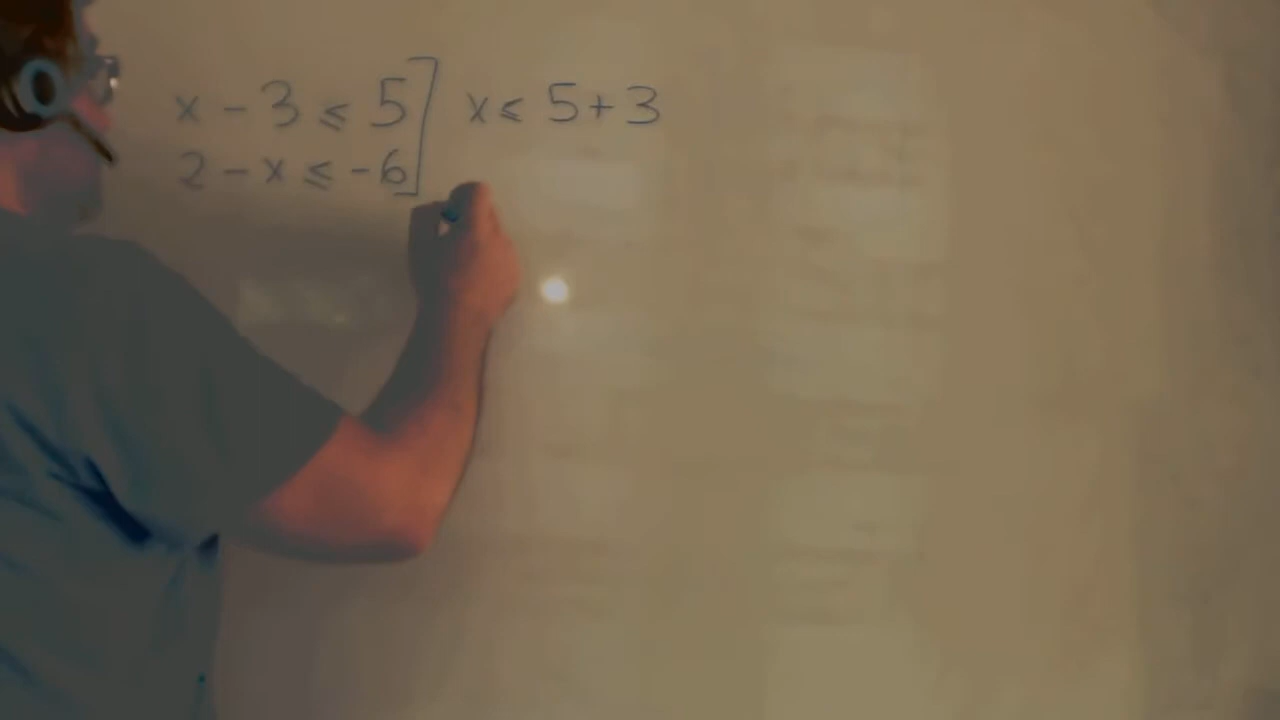 x - 3 ⩽ 5] x ⩽ 5 + 3
2 - x ⩽ -6]